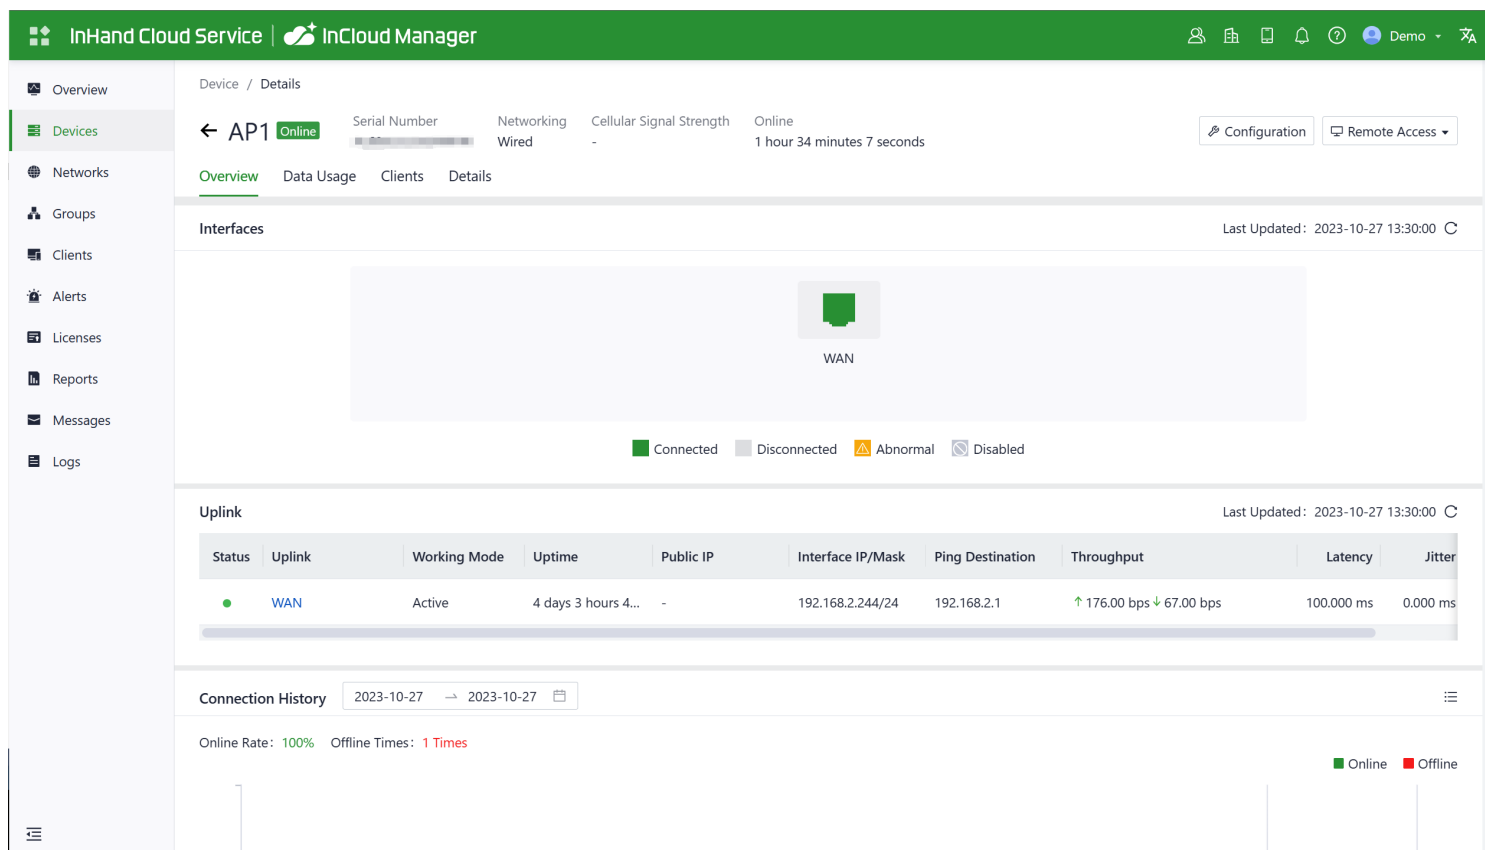 InHand Cloud Service | InCloud Manager
Demo
Overview
Devices
Networks
Groups
Clients
Alerts
Licenses
Reports
Messages
Logs
Device / Details
AP1 Online
Serial Number
Networking
Wired
Cellular Signal Strength
-
Online
1 hour 34 minutes 7 seconds
Configuration
Remote Access
Overview Data Usage Clients Details
Interfaces
Last Updated: 2023-10-27 13:30:00
WAN
Connected Disconnected Abnormal Disabled
Uplink
Last Updated: 2023-10-27 13:30:00
Status Uplink Working Mode Uptime Public IP Interface IP/Mask Ping Destination Throughput Latency Jitter
WAN Active 4 days 3 hours 4... - 192.168.2.244/24 192.168.2.1 ↑ 176.00 bps ↓ 67.00 bps 100.000 ms 0.000 ms
Connection History 2023-10-27 → 2023-10-27
Online Rate: 100% Offline Times: 1 Times
Online Offline